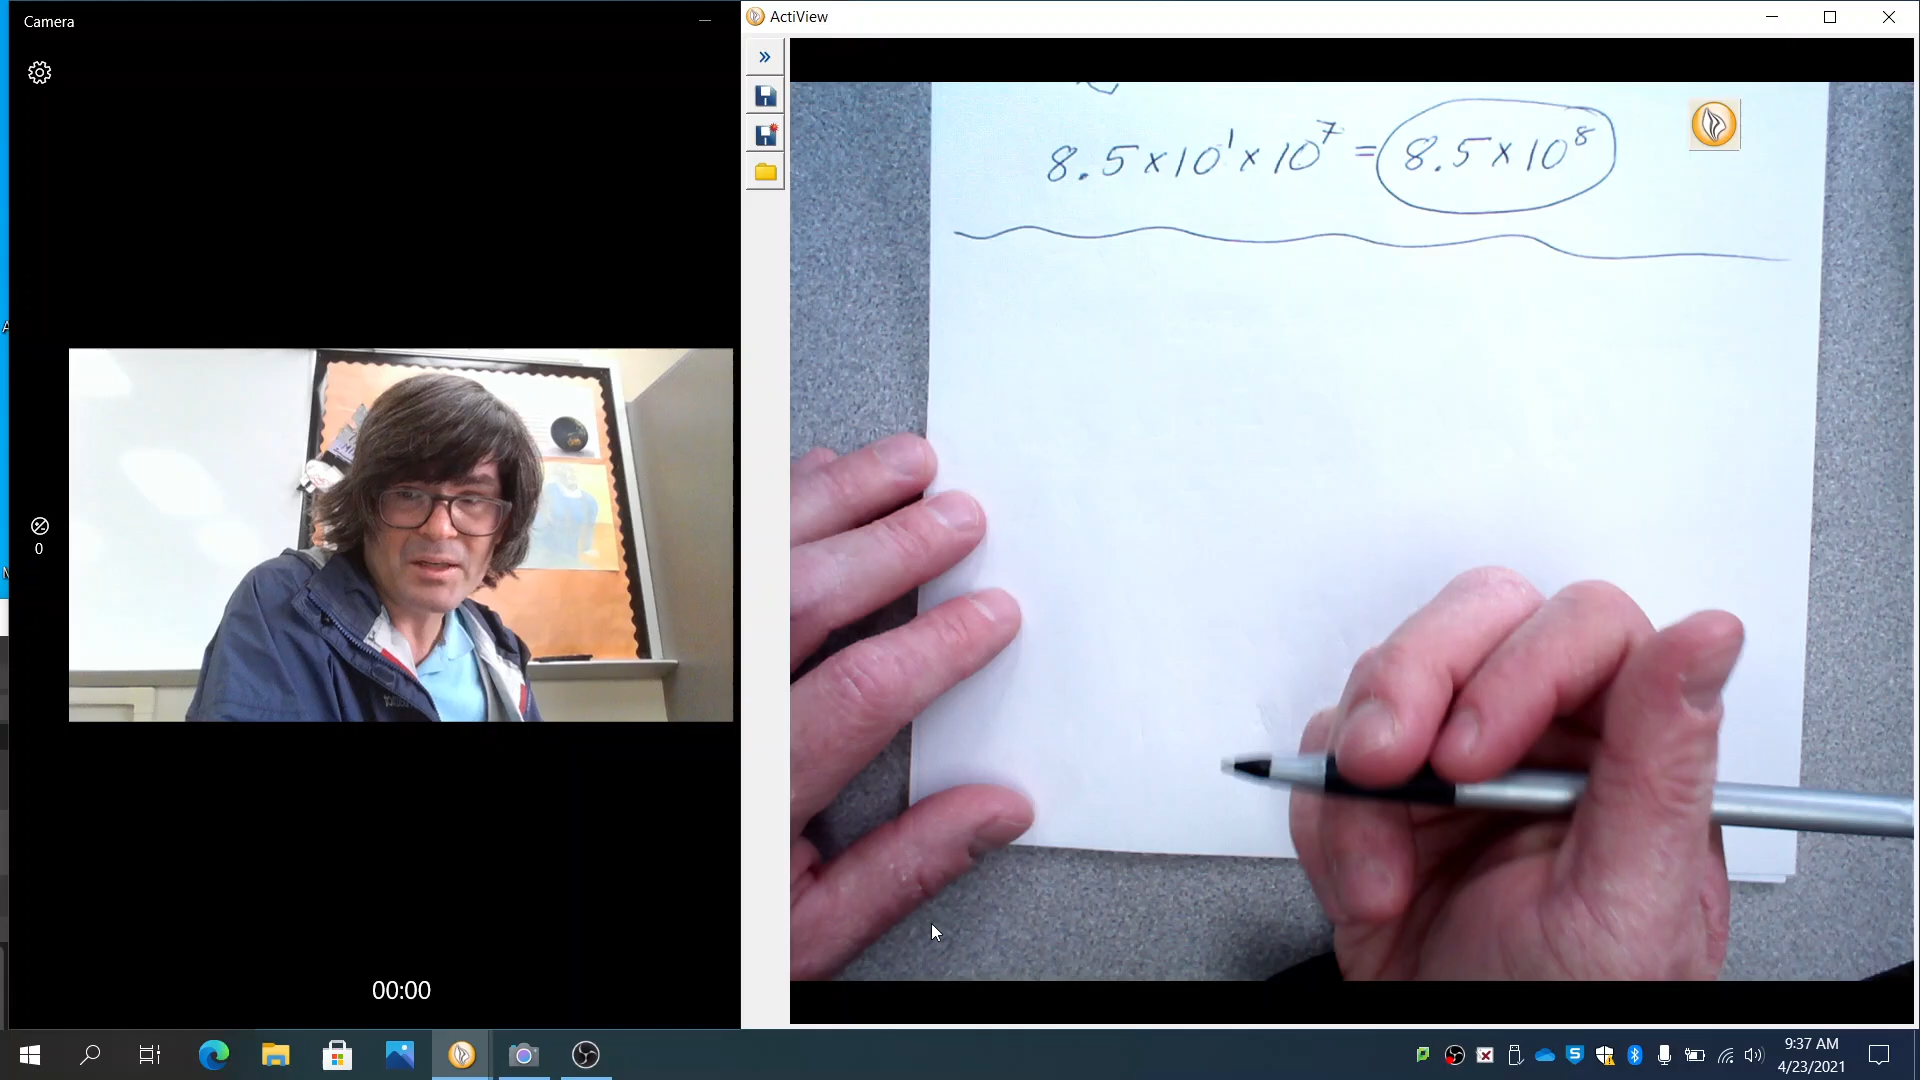 Camera
ActiView
8.5 x 10¹ x 10⁷ = 8.5 x 10⁸
0
00:00
9:37 AM
4/23/2021